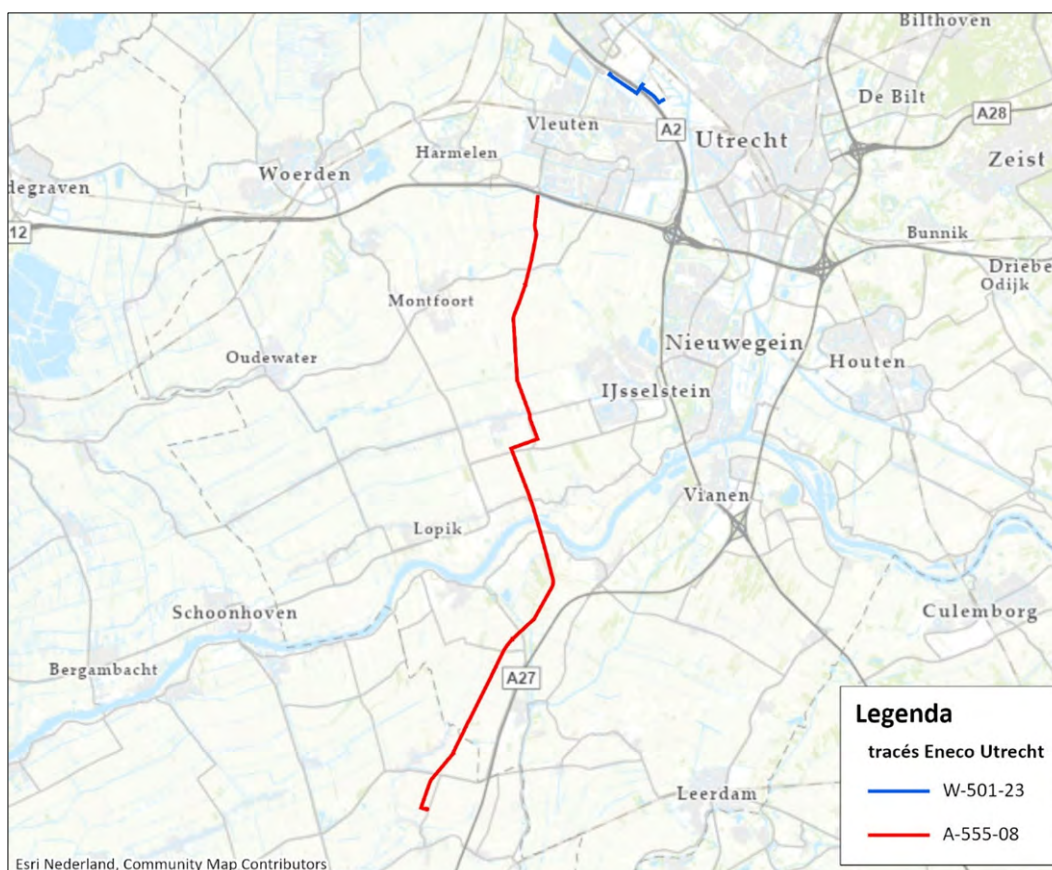 Bilthoven
De Bilt
A28
Vleuten
A2
Utrecht
Zeist
Harmelen
Woerden
degraven
12
Bunnik
Driebe
Odijk
Montfoort
Nieuwegein
Oudewater
Houten
IJsselstein
Vianen
Lopik
Schoonhoven
Culemborg
Bergambacht
A27
Leerdam
Legenda
tracés Eneco Utrecht
W-501-23
A-555-08
Esri Nederland, Community Map Contributors